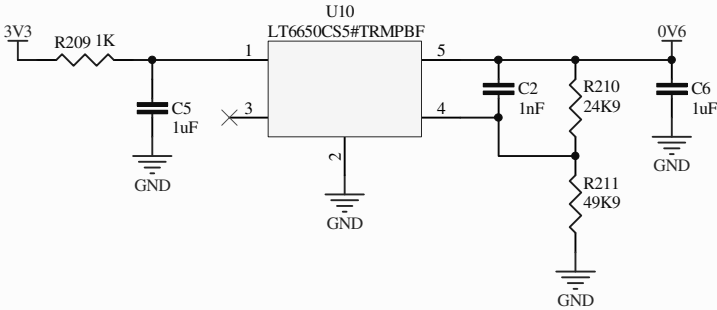 U10
LT6650CS5#TRMPBF
3V3
R209 1K
1
5
0V6
C5
1uF
3
4
C2
1nF
R210
24K9
C6
1uF
2
GND
GND
GND
R211
49K9
GND